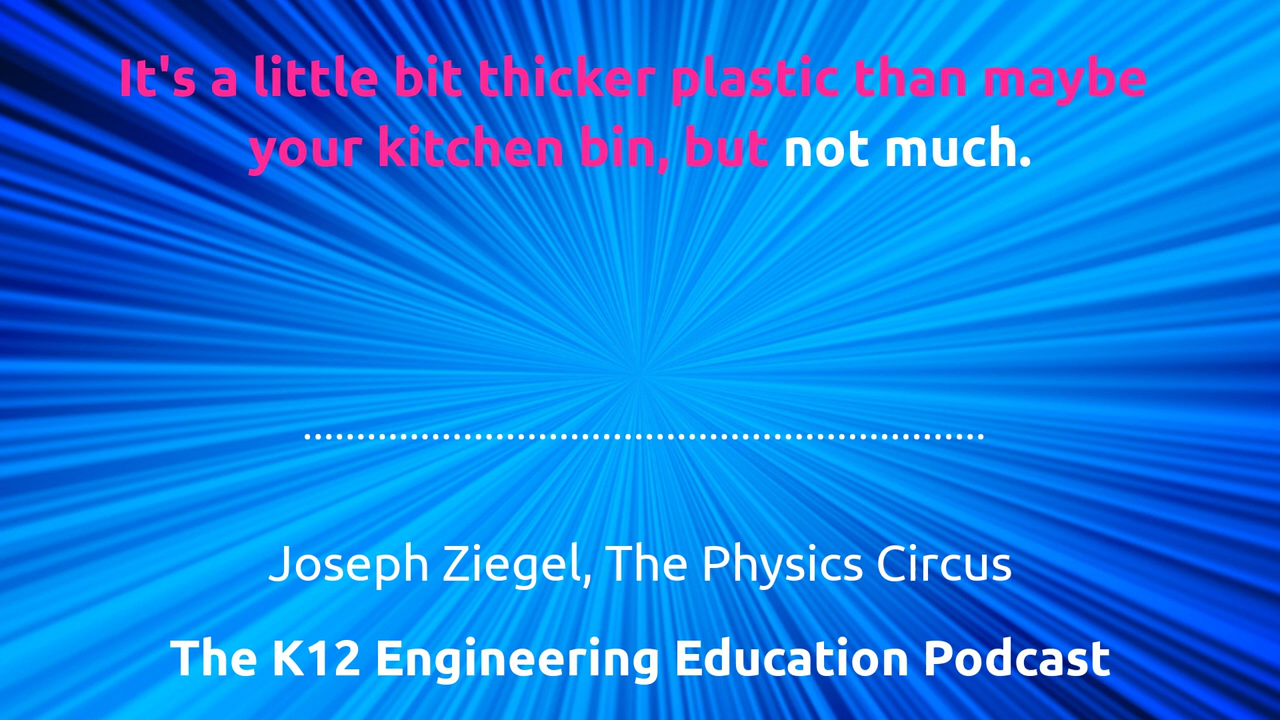 It's a little bit thicker plastic than maybe
your kitchen bin, but not much.
Joseph Ziegel, The Physics Circus
The K12 Engineering Education Podcast